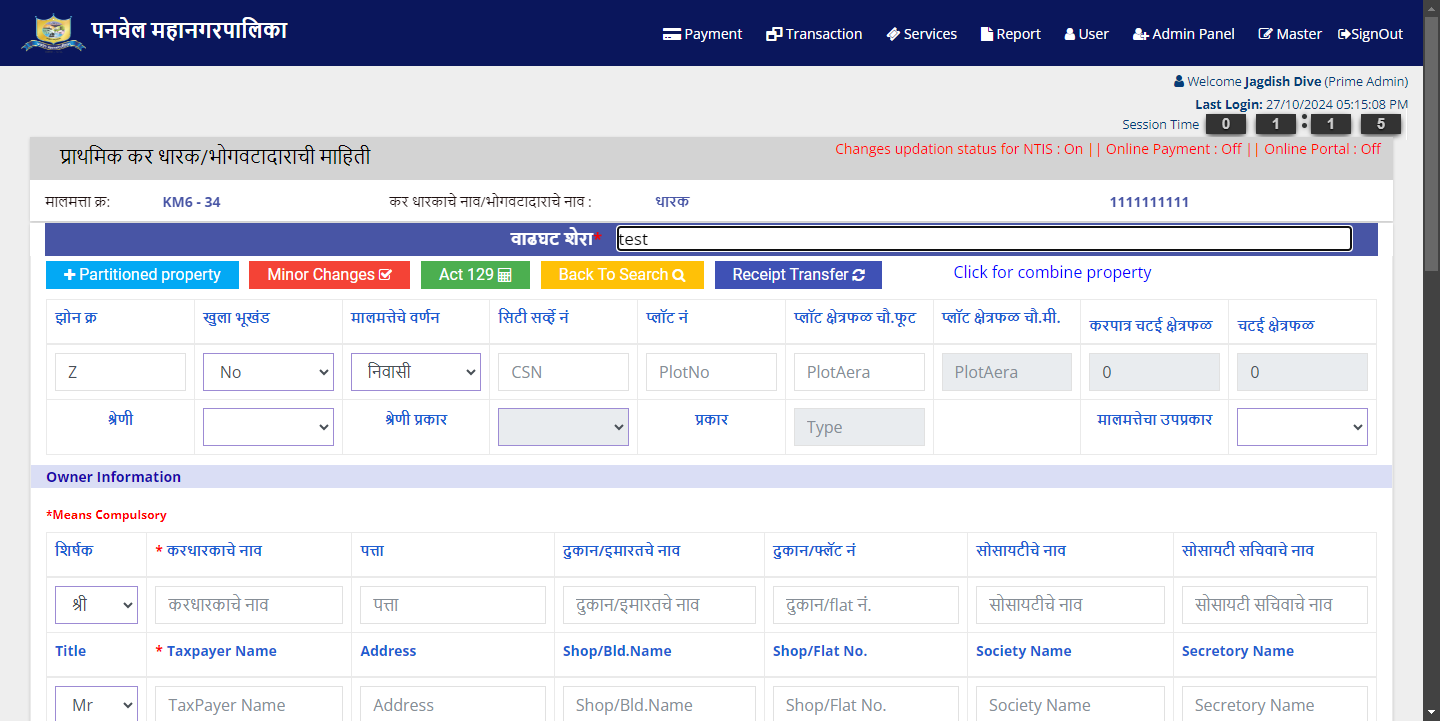 पनवेल महानगरपालिका
Payment Transaction Services Report User Admin Panel Master SignOut
Welcome Jagdish Dive (Prime Admin)
Last Login: 27/10/2024 05:15:08 PM
Session Time 0 1 : 1 5
प्राथमिक कर धारक/भोगवटादाराची माहिती
Changes updation status for NTIS : On || Online Payment : Off || Online Portal : Off
मालमत्ता क्र: KM6 - 34 कर धारकाचे नाव/भोगवटादाराचे नाव : धारक 1111111111
वाढघट शेरा* test
Partitioned property Minor Changes Act 129 Back To Search Receipt Transfer Click for combine property
झोन क्र खुला भूखंड मालमत्तेचे वर्णन सिटी सर्व्हे नं प्लॉट नं प्लॉट क्षेत्रफळ चौ.फूट प्लॉट क्षेत्रफळ चौ.मी. करपात्र चटई क्षेत्रफळ चटई क्षेत्रफळ
Z No निवासी CSN PlotNo PlotAera PlotAera 0 0
श्रेणी श्रेणी प्रकार प्रकार Type मालमत्तेचा उपप्रकार
Owner Information
*Means Compulsory
शिर्षक * करधारकाचे नाव पत्ता दुकान/इमारतचे नाव दुकान/फ्लॅट नं सोसायटीचे नाव सोसायटी सचिवाचे नाव
श्री करधारकाचे नाव पत्ता दुकान/इमारतचे नाव दुकान/flat नं. सोसायटीचे नाव सोसायटी सचिवाचे नाव
Title * Taxpayer Name Address Shop/Bld.Name Shop/Flat No. Society Name Secretory Name
Mr TaxPayer Name Address Shop/Bld.Name Shop/Flat No. Society Name Secretory Name